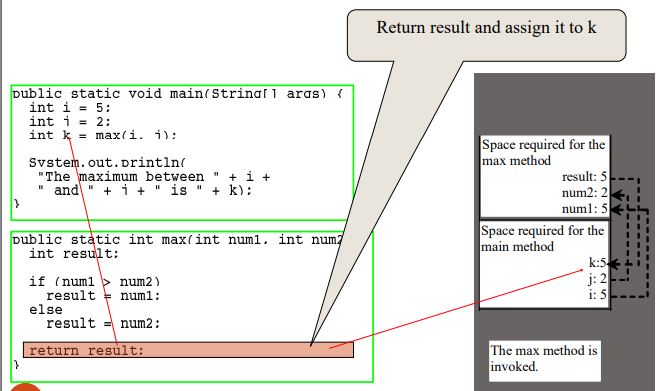 Return result and assign it to k
public static void main(String[] args) {
int i = 5;
int j = 2;
int k = max(i, j);
System.out.println(
"The maximum between " + i +
" and " + j + " is " + k);
}
public static int max(int num1, int num2
int result;
if (num1 > num2)
result = num1;
else
result = num2;
return result;
}
Space required for the
max method
result: 5
num2: 2
num1: 5
Space required for the
main method
k:5
j: 2
i: 5
The max method is
invoked.